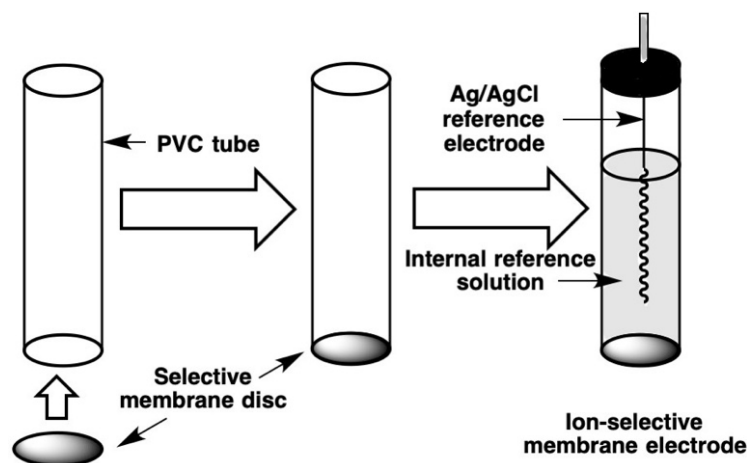 PVC tube
Ag/AgCl
reference
electrode
Internal reference
solution
Selective
membrane disc
Ion-selective
membrane electrode